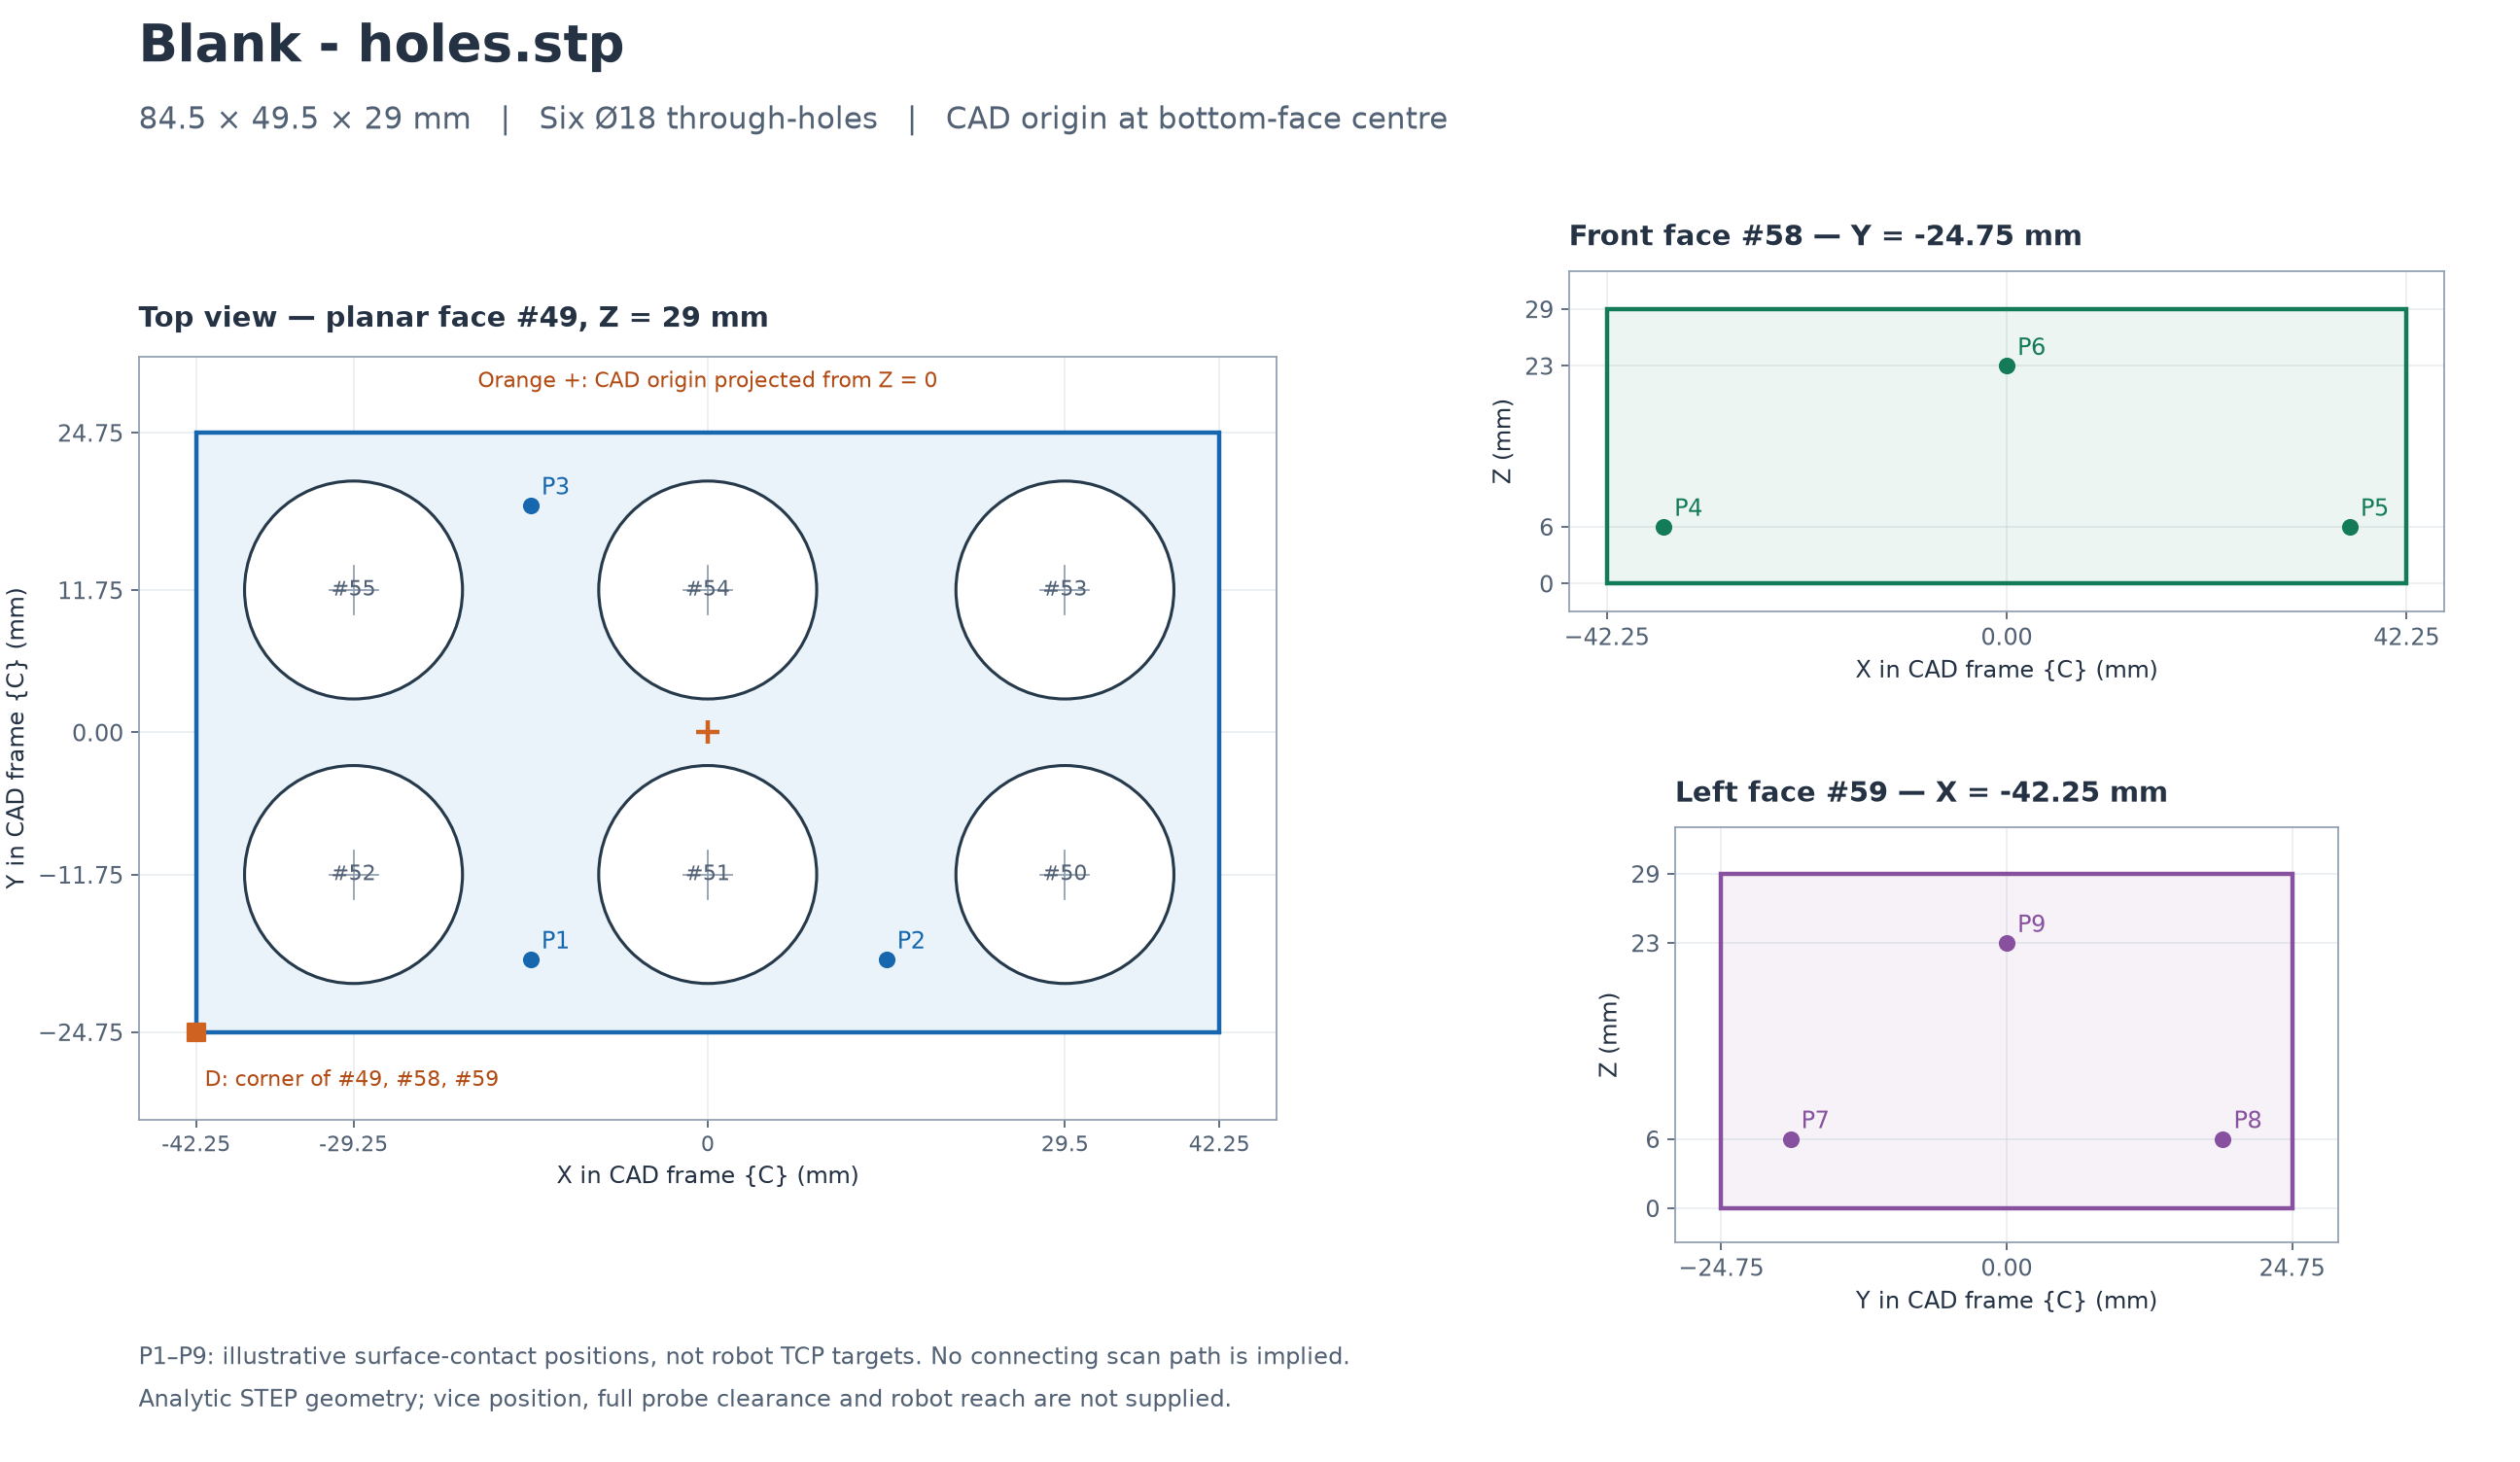 Blank - holes.stp
84.5 × 49.5 × 29 mm | Six Ø18 through-holes | CAD origin at bottom-face centre
Top view — planar face #49, Z = 29 mm
Orange +: CAD origin projected from Z = 0
24.75
11.75
0.00
−11.75
−24.75
Y in CAD frame {C} (mm)
P3
#55
#54
#53
#52
#51
#50
P1
P2
D: corner of #49, #58, #59
-42.25
-29.25
0
29.5
42.25
X in CAD frame {C} (mm)
Front face #58 — Y = -24.75 mm
29
23
6
0
Z (mm)
P6
P4
P5
−42.25
0.00
42.25
X in CAD frame {C} (mm)
Left face #59 — X = -42.25 mm
29
23
6
0
Z (mm)
P9
P7
P8
−24.75
0.00
24.75
Y in CAD frame {C} (mm)
P1–P9: illustrative surface-contact positions, not robot TCP targets. No connecting scan path is implied.
Analytic STEP geometry; vice position, full probe clearance and robot reach are not supplied.